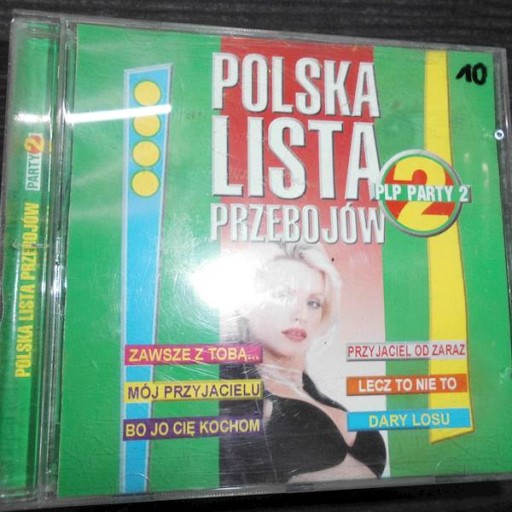 POLSKA
LISTA
PRZEBOJÓW
PLP PARTY 2
2
10
ZAWSZE Z TOBĄ...
MÓJ PRZYJACIELU
BO JO CIĘ KOCHOM
PRZYJACIEL OD ZARAZ
LECZ TO NIE TO
DARY LOSU
POLSKA LISTA PRZEBOJÓW PARTY 2